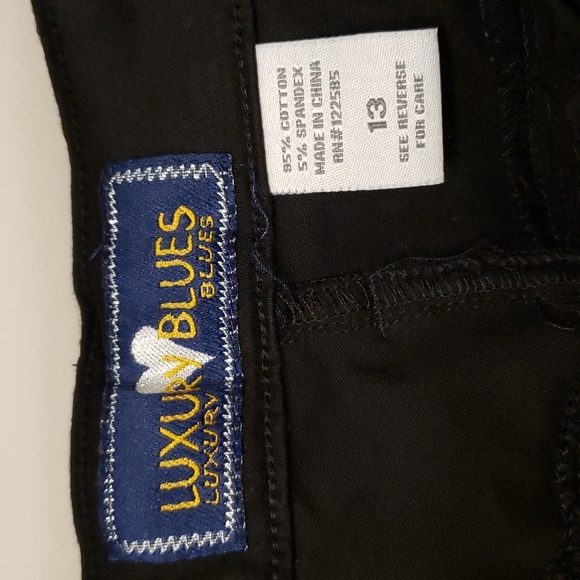 LUXURY BLUES
LUXURY BLUES
95% COTTON
5% SPANDEX
MADE IN CHINA
RN#122585
13
SEE REVERSE
FOR CARE